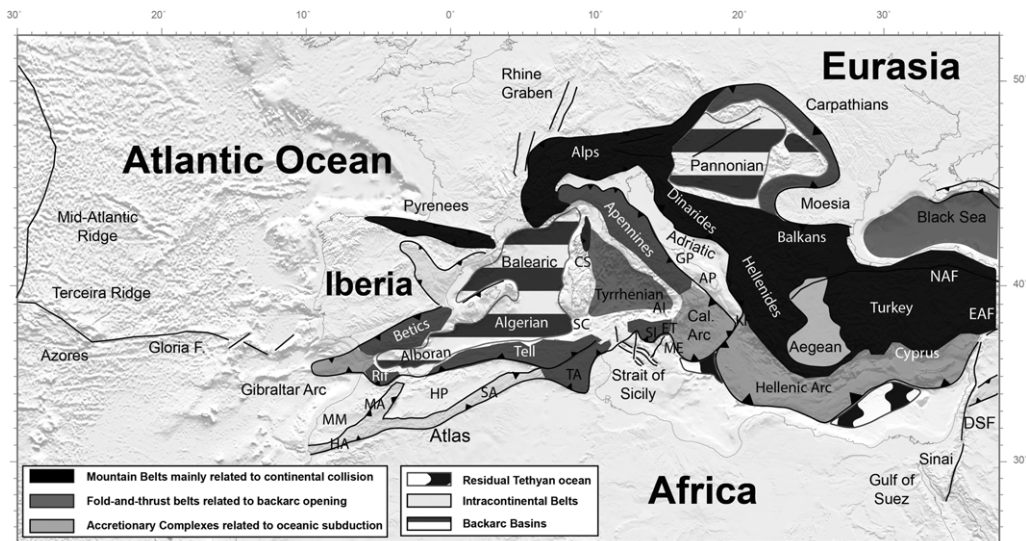 30°
20°
10°
0°
10°
20°
30°
Eurasia
50°
Rhine
Graben
Carpathians
Atlantic Ocean
Alps
Pannonian
Moesia
Black Sea
Pyrenees
Mid-Atlantic
Ridge
Dinarides
Apennines
Adriatic
Balkans
GP
Balearic
CS
AP
NAF
Iberia
Hellenides
40°
Terceira Ridge
Tyrrhenian
Turkey
AI
Cal.
Arc
EAF
Betics
Algerian
SC
ET
SI
ME
Azores
Gloria F.
Alboran
Tell
Aegean
Cyprus
Gibraltar Arc
Rif
TA
Strait of
Sicily
Hellenic Arc
HP
SA
MA
MM
HA
Atlas
DSF
Sinai
30°
Gulf of
Suez
Africa
Mountain Belts mainly related to continental collision
Fold-and-thrust belts related to backarc opening
Accretionary Complexes related to oceanic subduction
Residual Tethyan ocean
Intracontinental Belts
Backarc Basins